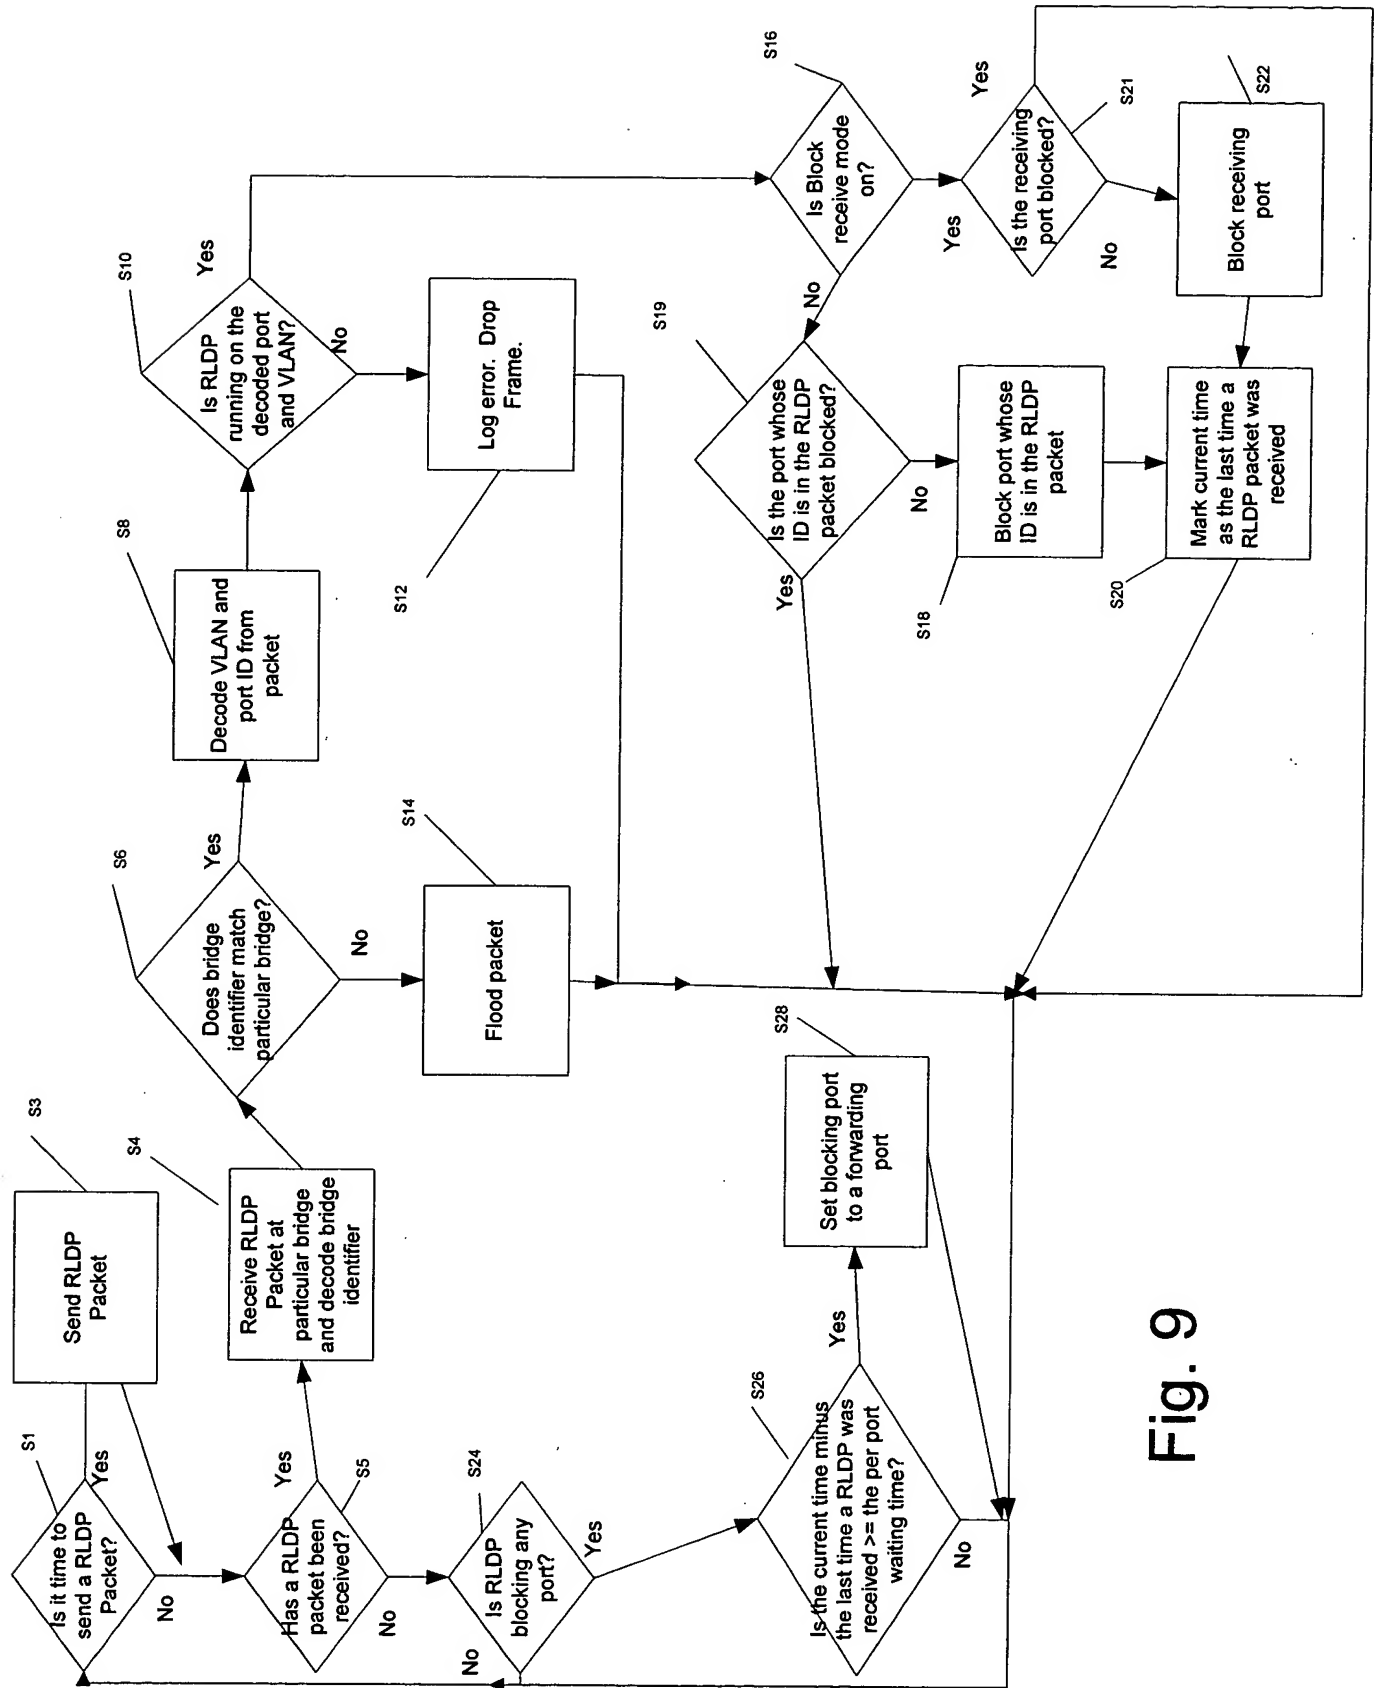 S1
Is it time to
send a RLDP
Packet?
Yes
No
S3
Send RLDP
Packet
S5
Has a RLDP
packet been
received?
Yes
No
S4
Receive RLDP
Packet at
particular bridge
and decode bridge
identifier
S6
Does bridge
identifier match
particular bridge?
Yes
No
S14
Flood packet
S8
Decode VLAN and
port ID from
packet
S10
Is RLDP
running on the
decoded port
and VLAN?
Yes
No
S12
Log error. Drop
Frame.
S24
Is RLDP
blocking any
port?
No
Yes
S26
Is the current time minus
the last time a RLDP was
received >= the per port
waiting time?
Yes
No
S28
Set blocking port
to a forwarding
port
S16
Is Block
receive mode
on?
No
Yes
S19
Is the port whose
ID is in the RLDP
packet blocked?
Yes
No
S18
Block port whose
ID is in the RLDP
packet
S20
Mark current time
as the last time a
RLDP packet was
received
S21
Is the receiving
port blocked?
Yes
No
S22
Block receiving
port
Fig. 9